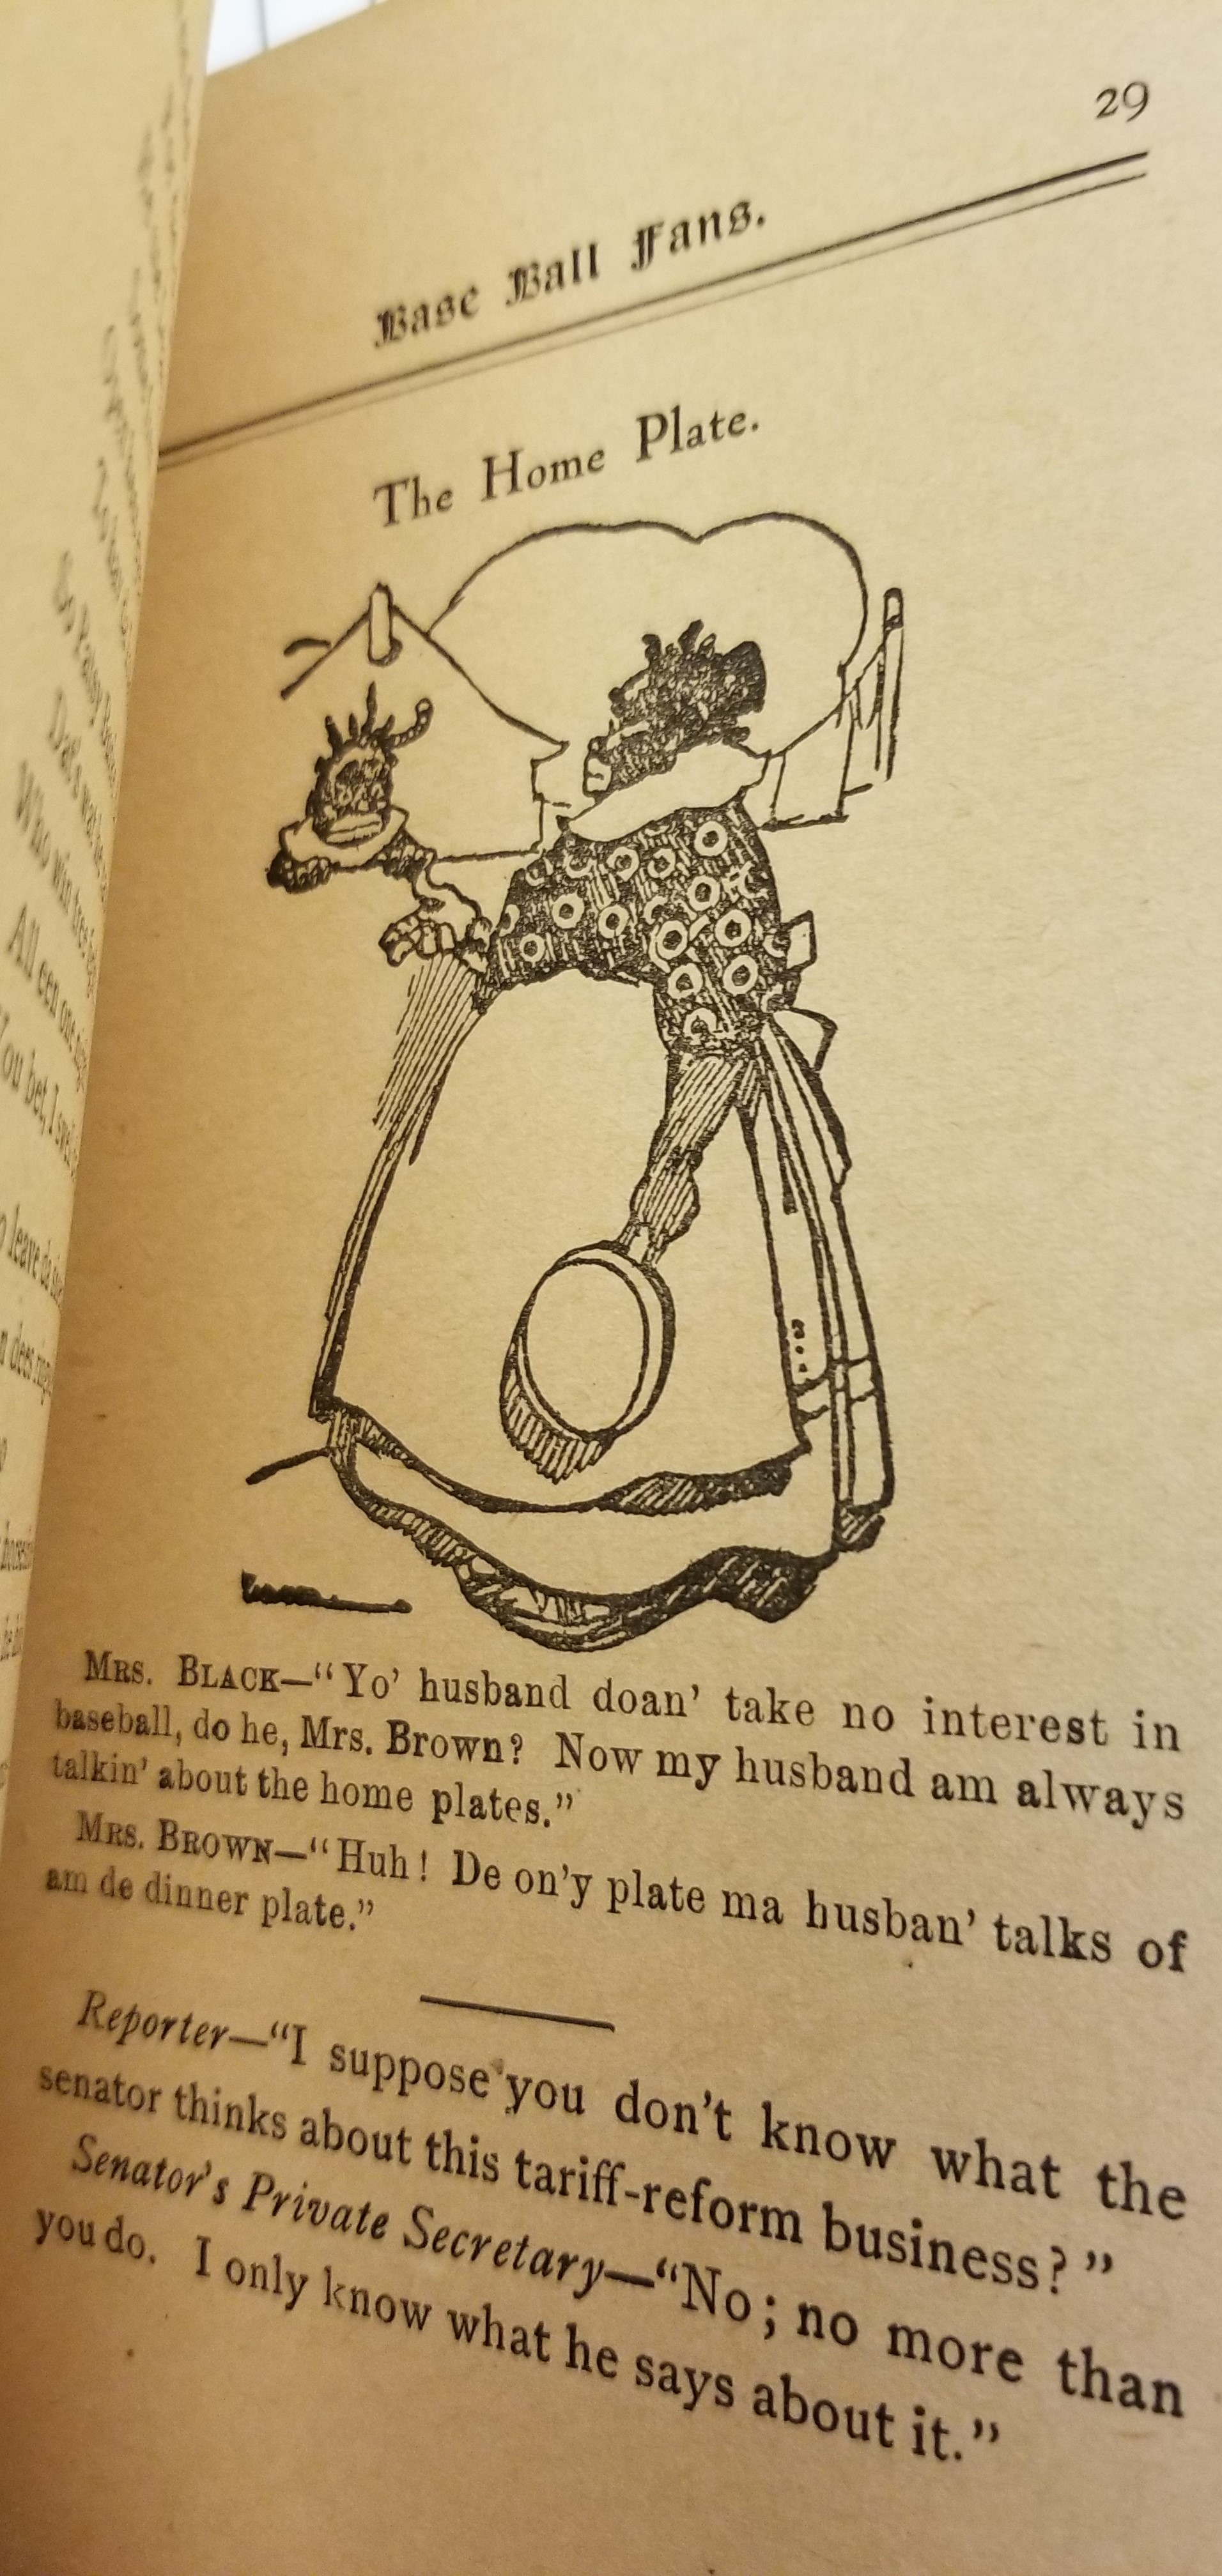 29
Base Ball Fans.
The Home Plate.
MRS. BLACK—“Yo’ husband doan’ take no interest in
baseball, do he, Mrs. Brown? Now my husband am always
talkin’ about the home plates.”
MRS. BROWN—“Huh! De on’y plate ma husban’ talks of
am de dinner plate.”
Reporter—“I suppose you don’t know what the
senator thinks about this tariff-reform business?”
Senator’s Private Secretary—“No; no more than
you do. I only know what he says about it.”